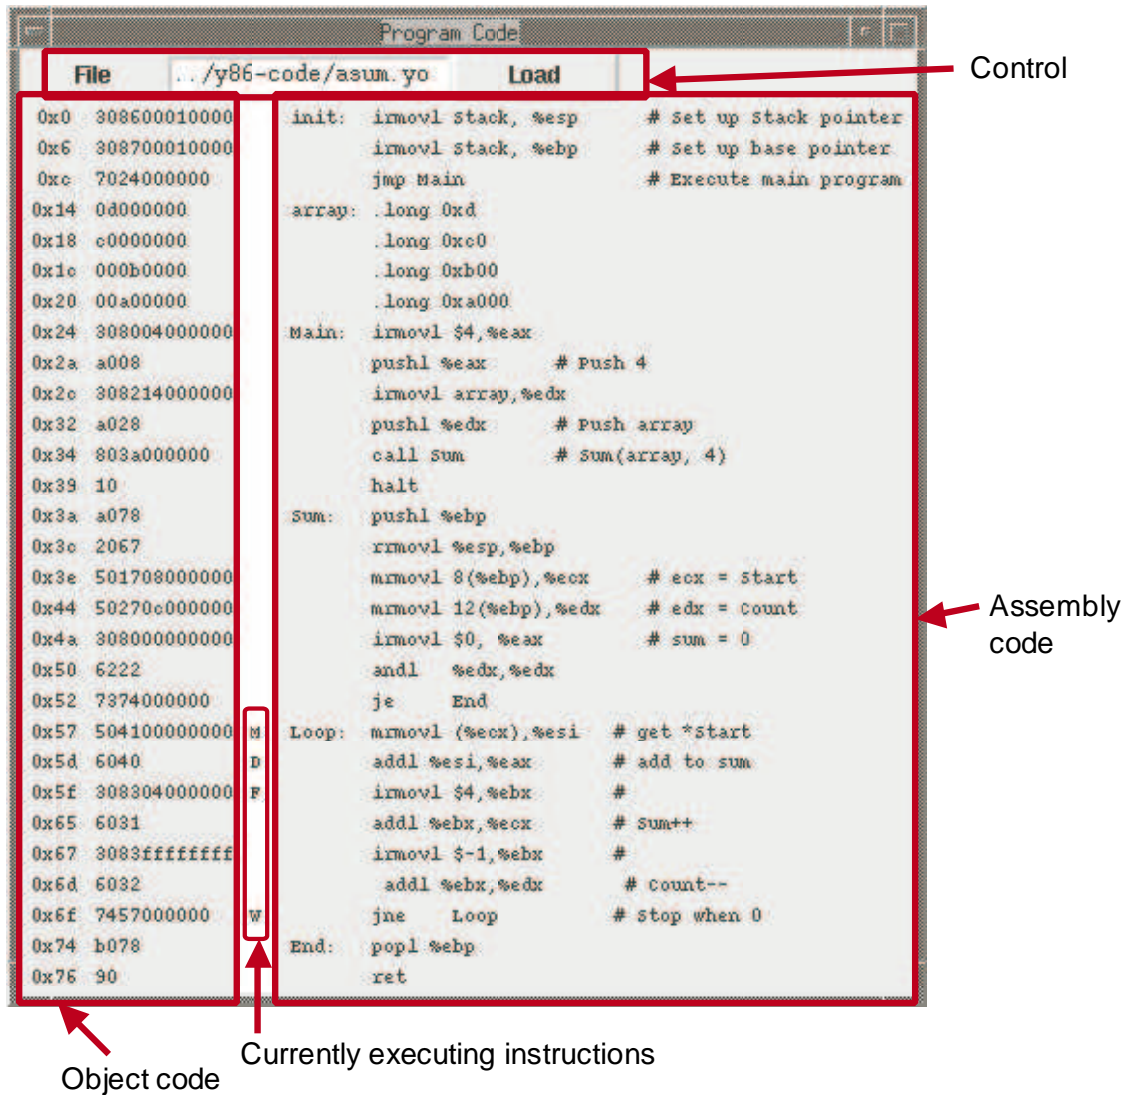 Program Code
File ../y86-code/asum.yo Load
Control
0x0 308600010000 init: irmovl Stack, %esp # Set up Stack pointer
0x6 308700010000 irmovl Stack, %ebp # Set up base pointer
0xc 7024000000 jmp Main # Execute main program
0x14 0d000000 array: .long 0xd
0x18 c0000000 .long 0xc0
0x1c 000b0000 .long 0xb00
0x20 00a00000 .long 0xa000
0x24 308004000000 Main: irmovl $4,%eax
0x2a a008 pushl %eax # Push 4
0x2c 308214000000 irmovl array,%edx
0x32 a028 pushl %edx # Push array
0x34 803a000000 call Sum # Sum(array, 4)
0x39 10 halt
0x3a a078 Sum: pushl %ebp
0x3c 2067 rrmovl %esp,%ebp
0x3e 501708000000 mrmovl 8(%ebp),%ecx # ecx = Start
0x44 50270c000000 mrmovl 12(%ebp),%edx # edx = Count
Assembly
code
0x4a 308000000000 irmovl $0, %eax # sum = 0
0x50 6222 andl %edx,%edx
0x52 7374000000 je End
0x57 504100000000 M Loop: mrmovl (%ecx),%esi # get *Start
0x5d 6040 D addl %esi,%eax # add to sum
0x5f 308304000000 F irmovl $4,%ebx #
0x65 6031 addl %ebx,%ecx # Sum++
0x67 3083ffffffff irmovl $-1,%ebx #
0x6d 6032 addl %ebx,%edx # Count--
0x6f 7457000000 W jne Loop # Stop when 0
0x74 b078 End: popl %ebp
0x76 90 ret
Currently executing instructions
Object code